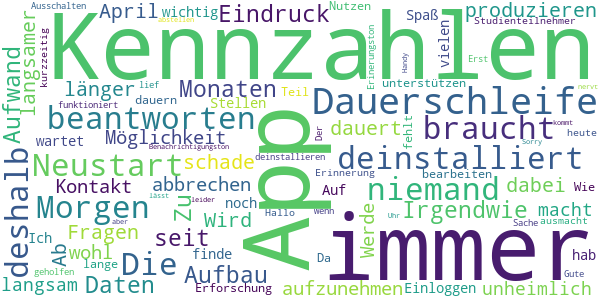 Ausschalten April wichtig Eindruck Nutzen Spaß produzieren
abstellen Studienteilnehmer
langsamer kurzzeitig Kennzahlen vielen Erinnerungston Handy Erst
Aufwand länger Monaten lief Teil unterstützen nervt
funktioniert dauern Stellen Dauerschleife
beantworten App Der dauert fehlt braucht kommt heute
wartet Möglichkeit Benachrichtigungston Sorry
deshalb Neustart schade deinstallieren deinstalliert
Kontakt abbrechen Erinnerung niemand bearbeiten dabei Wie
Morgen Zu noch Auf Irgendwie macht
Ich Fragen seit Wird Hallo wenn Werde Uhr Sache ausmacht
Ab wohl lässt leider finde Da immer hab
geholfen lange Die aber Aufbau Gute
langsam Daten Erforschung aufzunehmen Einloggen unheimlich